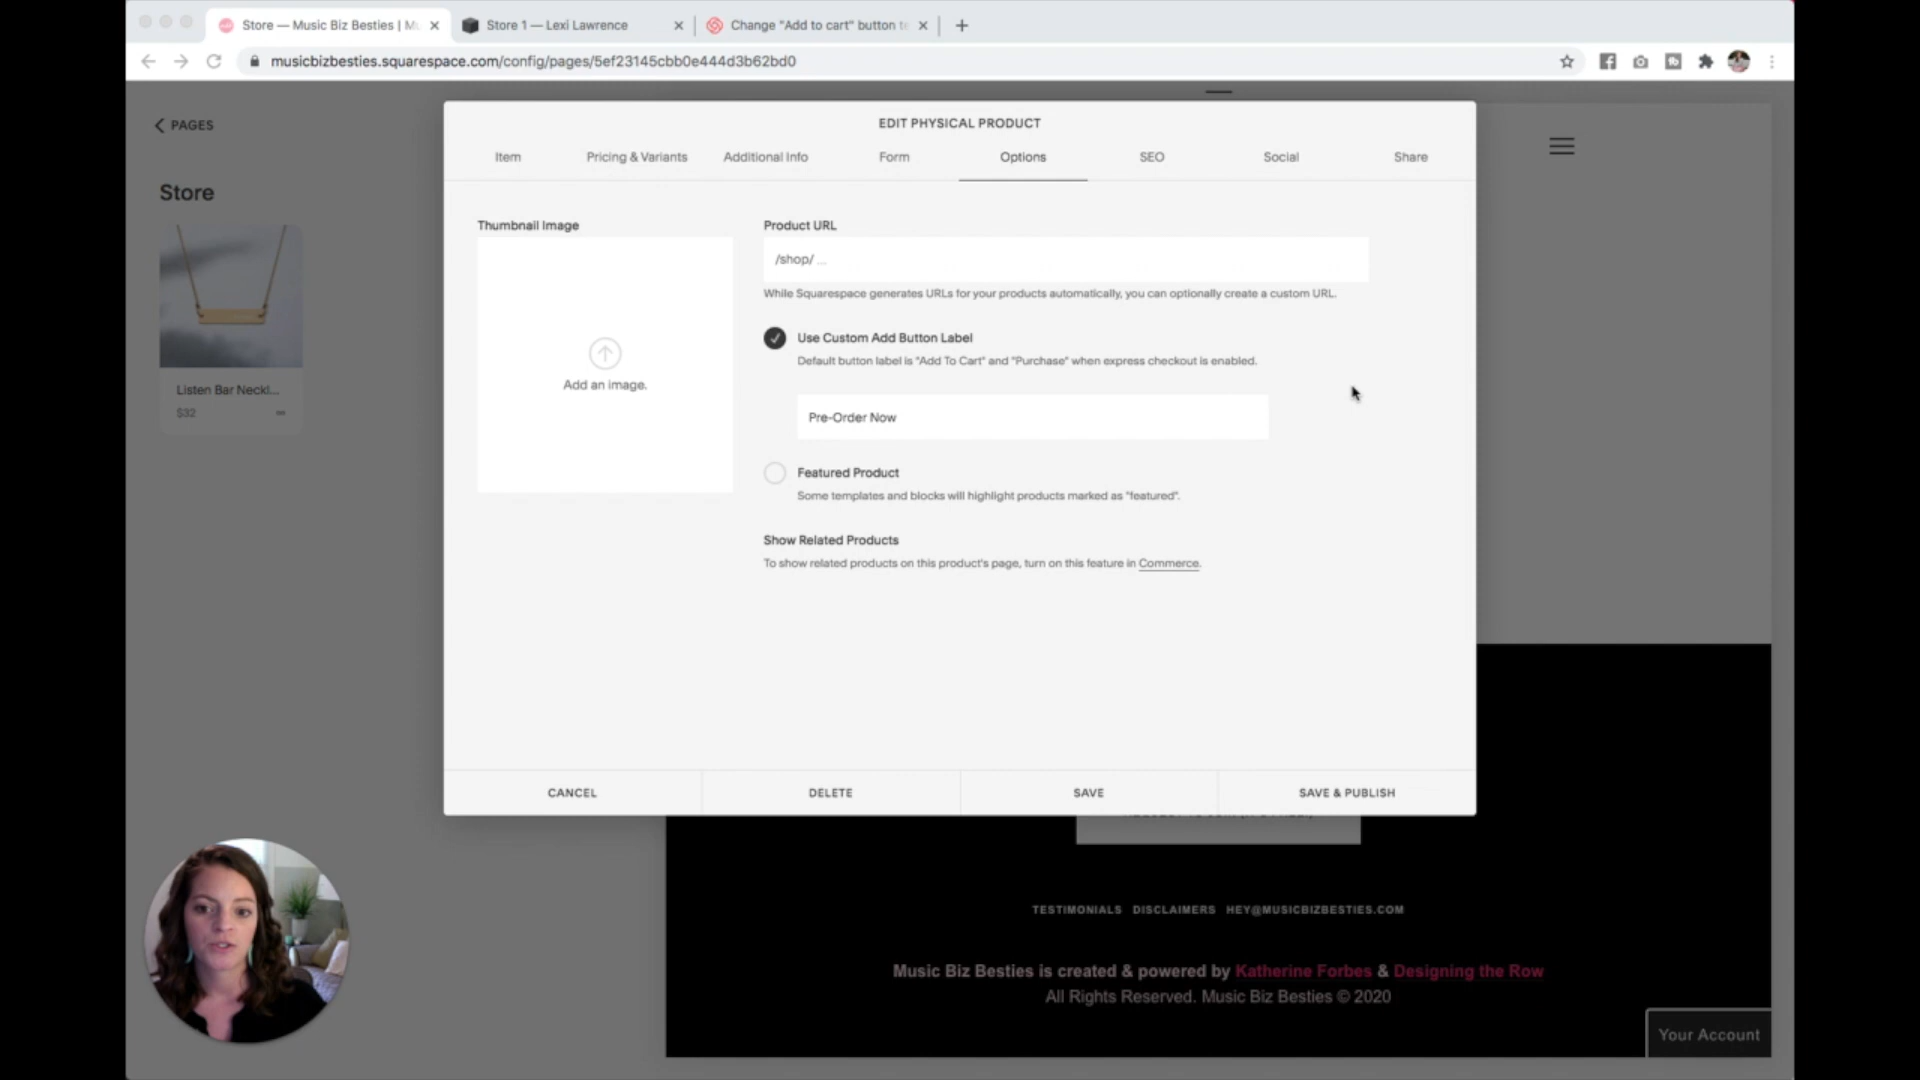 Store — Music Biz Besties | M
Store 1 — Lexi Lawrence
Change "Add to cart" button te
musicbizbesties.squarespace.com/config/pages/5ef23145cbb0e444d3b62bd0
PAGES
Store
Listen Bar Neckl...
$32
EDIT PHYSICAL PRODUCT
Item
Pricing & Variants
Additional Info
Form
Options
SEO
Social
Share
Thumbnail Image
Add an image.
Product URL
/shop/ ...
While Squarespace generates URLs for your products automatically, you can optionally create a custom URL.
Use Custom Add Button Label
Default button label is "Add To Cart" and "Purchase" when express checkout is enabled.
Pre-Order Now
Featured Product
Some templates and blocks will highlight products marked as "featured".
Show Related Products
To show related products on this product's page, turn on this feature in Commerce.
CANCEL
DELETE
SAVE
SAVE & PUBLISH
TESTIMONIALS DISCLAIMERS HEY@MUSICBIZBESTIES.COM
Music Biz Besties is created & powered by Katherine Forbes & Designing the Row
All Rights Reserved. Music Biz Besties © 2020
Your Account